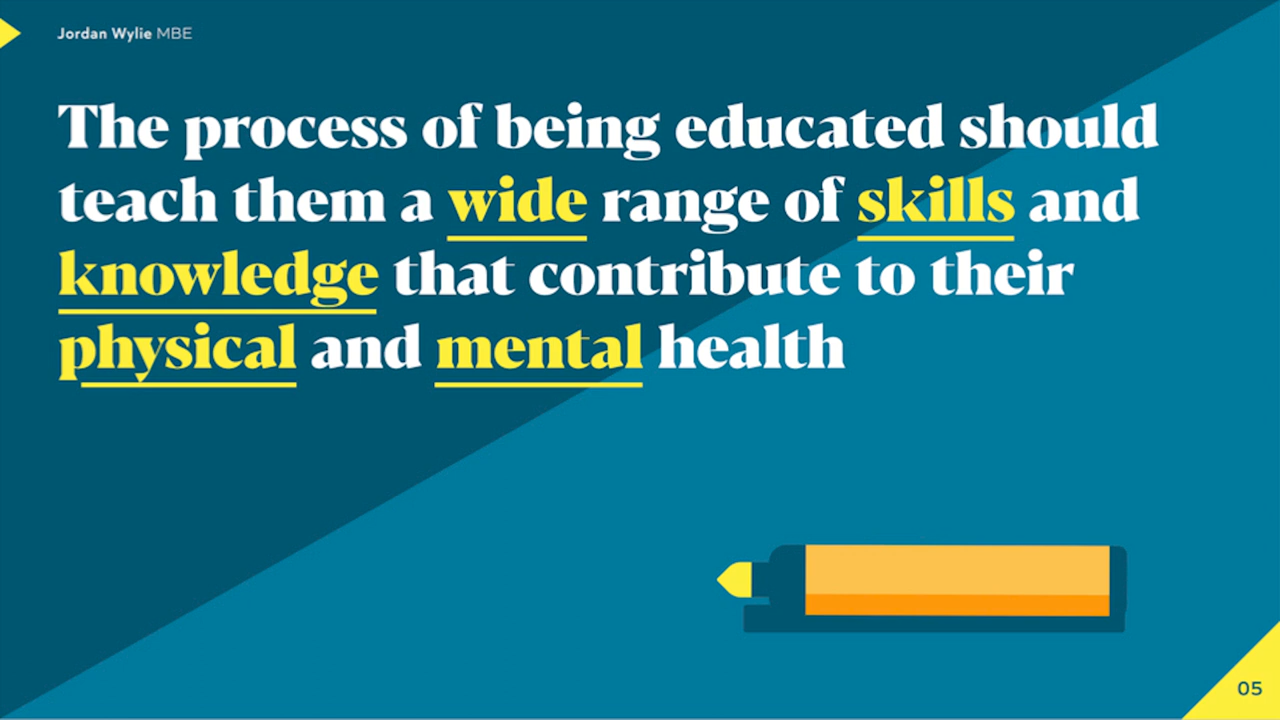 Jordan Wylie MBE
The process of being educated should
teach them a wide range of skills and
knowledge that contribute to their
physical and mental health
05